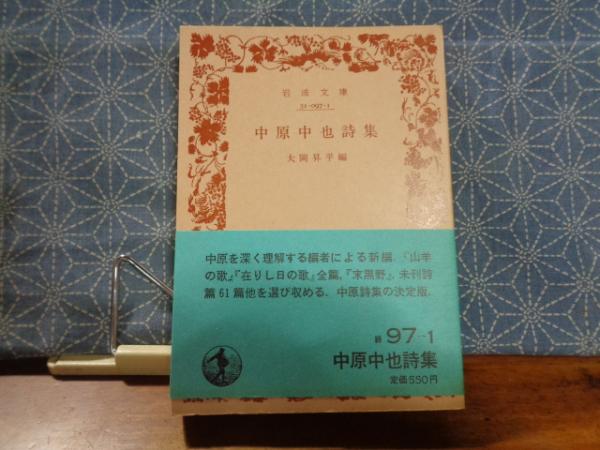 岩波文庫
31-097-1
中原中也詩集
大岡昇平編
中原を深く理解する編者による新編.『山羊
の歌』『在りし日の歌』全篇,『末黒野』, 未刊詩
篇61篇他を選び収める. 中原詩集の決定版.
緑 97-1
中原中也詩集
定価550円